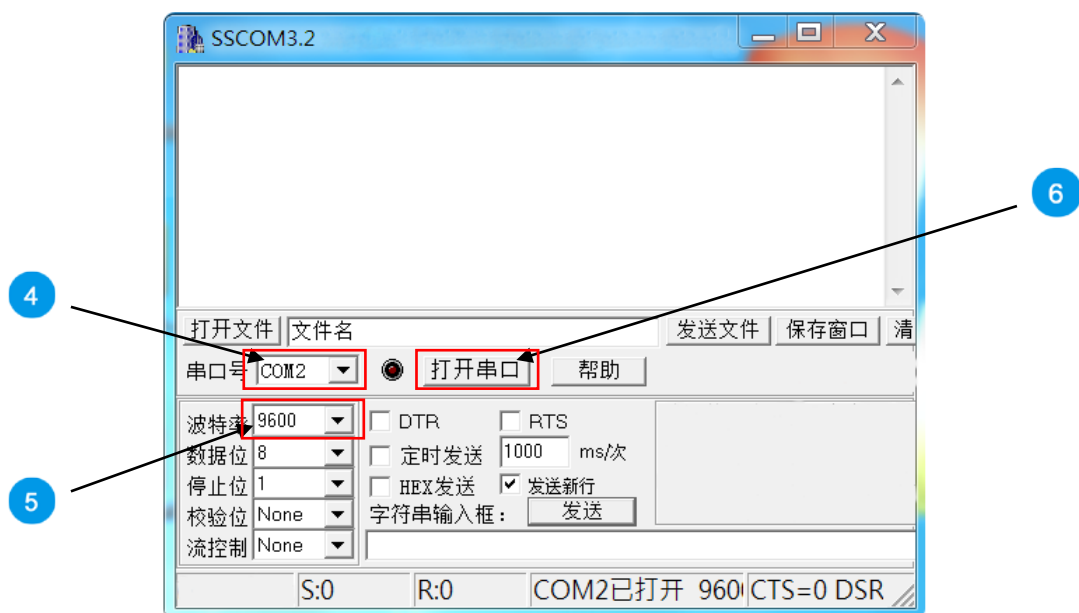 SSCOM3.2
6
4
打开文件 文件名 发送文件 保存窗口 清
串口号 COM2 打开串口 帮助
波特率 9600 DTR RTS
数据位 8 定时发送 1000 ms/次
5 停止位 1 HEX发送 发送新行
校验位 None 字符串输入框： 发送
流控制 None
S:0 R:0 COM2已打开 960 CTS=0 DSR